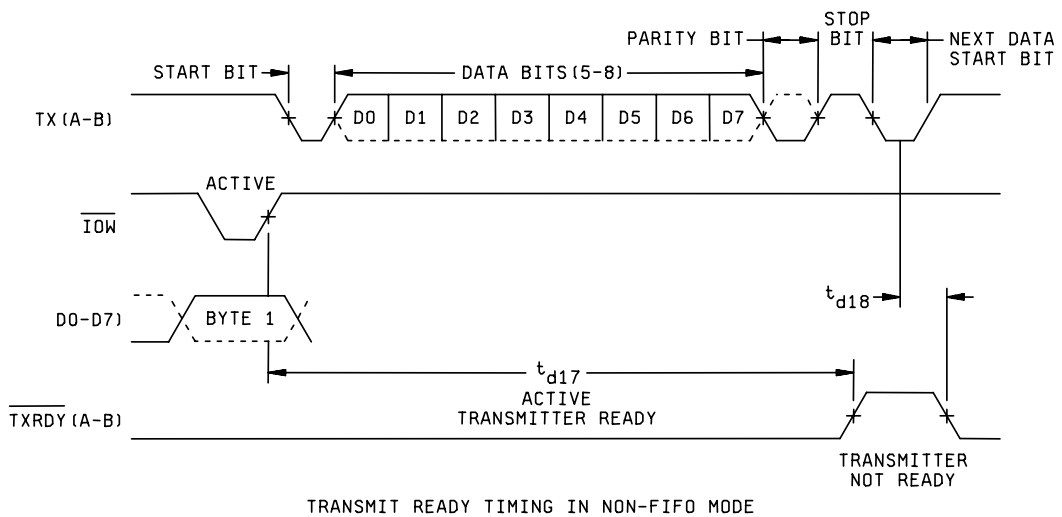 STOP
BIT
PARITY BIT
NEXT DATA
START BIT
START BIT
DATA BITS(5-8)
TX(A-B)
D0 D1 D2 D3 D4 D5 D6 D7
ACTIVE
IOW
td18
D0-D7)
BYTE 1
td17
ACTIVE
TRANSMITTER READY
TXRDY(A-B)
TRANSMITTER
NOT READY
TRANSMIT READY TIMING IN NON-FIFO MODE